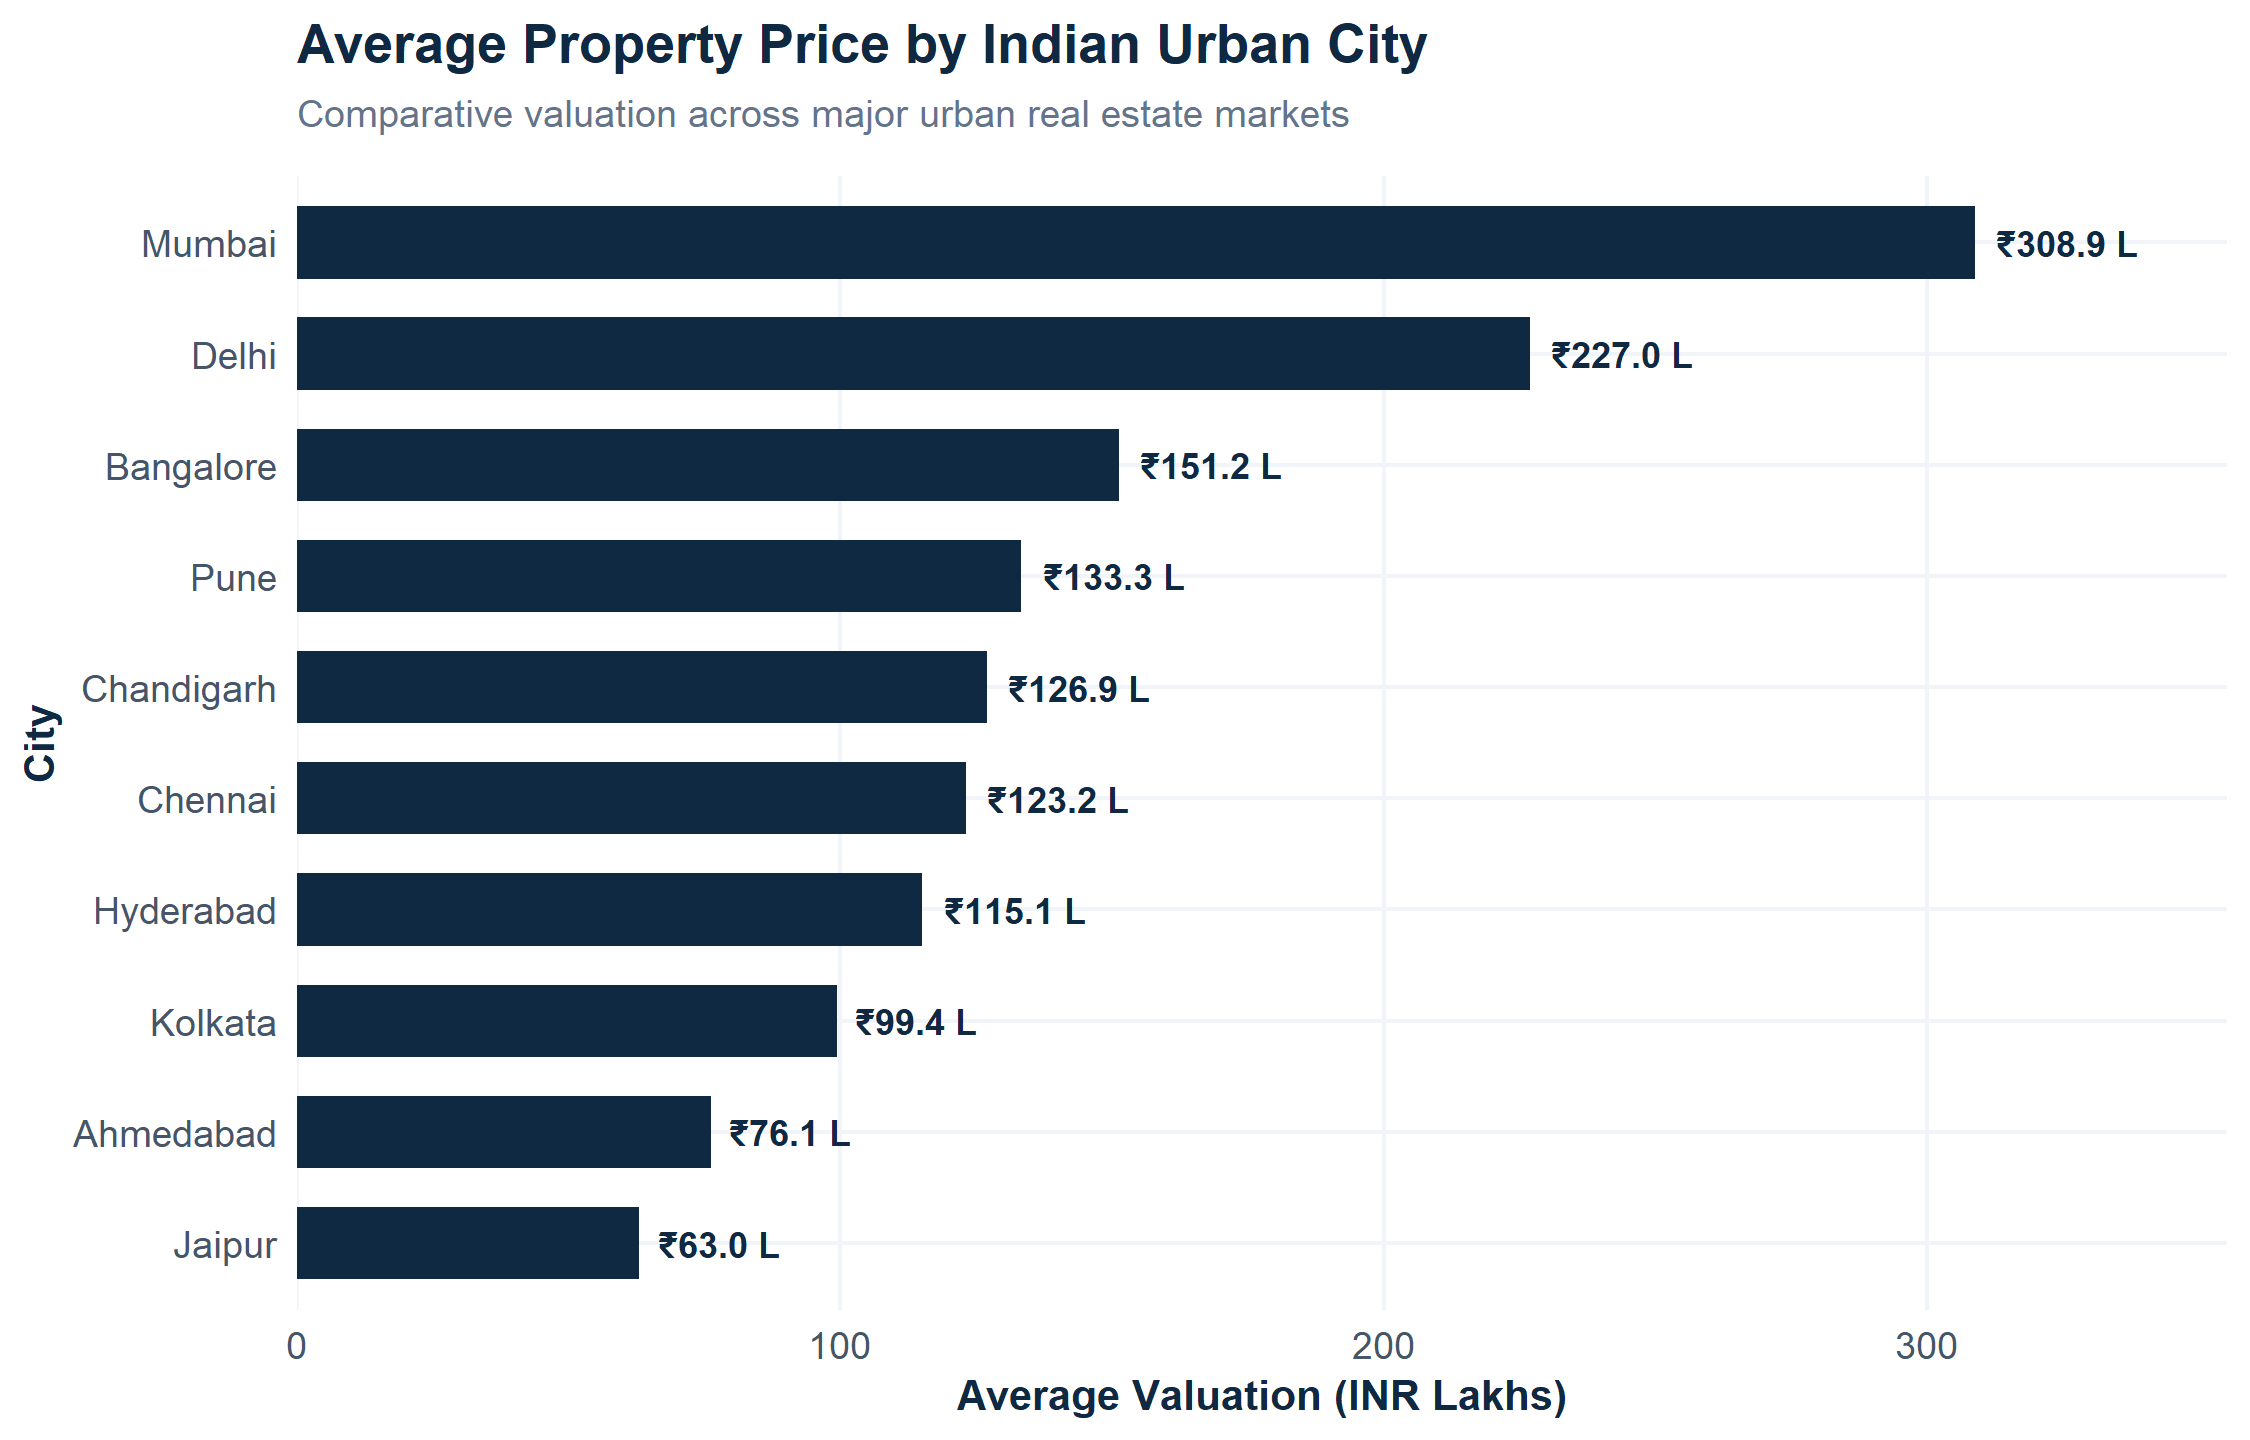 Average Property Price by Indian Urban City
Comparative valuation across major urban real estate markets
Mumbai ₹308.9 L
Delhi ₹227.0 L
Bangalore ₹151.2 L
Pune ₹133.3 L
Chandigarh ₹126.9 L
Chennai ₹123.2 L
Hyderabad ₹115.1 L
Kolkata ₹99.4 L
Ahmedabad ₹76.1 L
Jaipur ₹63.0 L
City
0 100 200 300
Average Valuation (INR Lakhs)